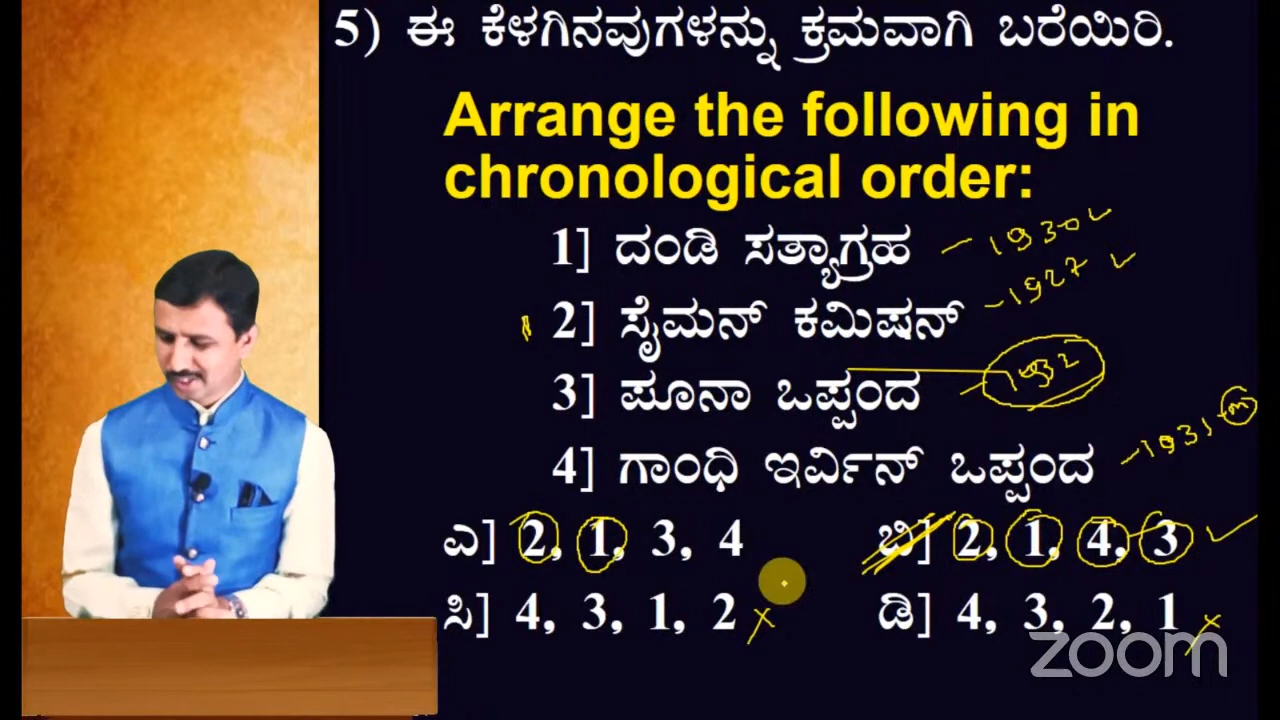 5) ಈ ಕೆಳಗಿನವುಗಳನ್ನು ಕ್ರಮವಾಗಿ ಬರೆಯಿರಿ.
Arrange the following in
chronological order:
1] ದಂಡಿ ಸತ್ಯಾಗ್ರಹ - 1930
2] ಸೈಮನ್ ಕಮಿಷನ್ - 1927
3] ಪೂನಾ ಒಪ್ಪಂದ - 1932
4] ಗಾಂಧಿ ಇರ್ವಿನ್ ಒಪ್ಪಂದ - 1931
ಎ] 2, 1, 3, 4 ಬಿ] 2, 1, 4, 3
ಸಿ] 4, 3, 1, 2 ಡಿ] 4, 3, 2, 1
zoom